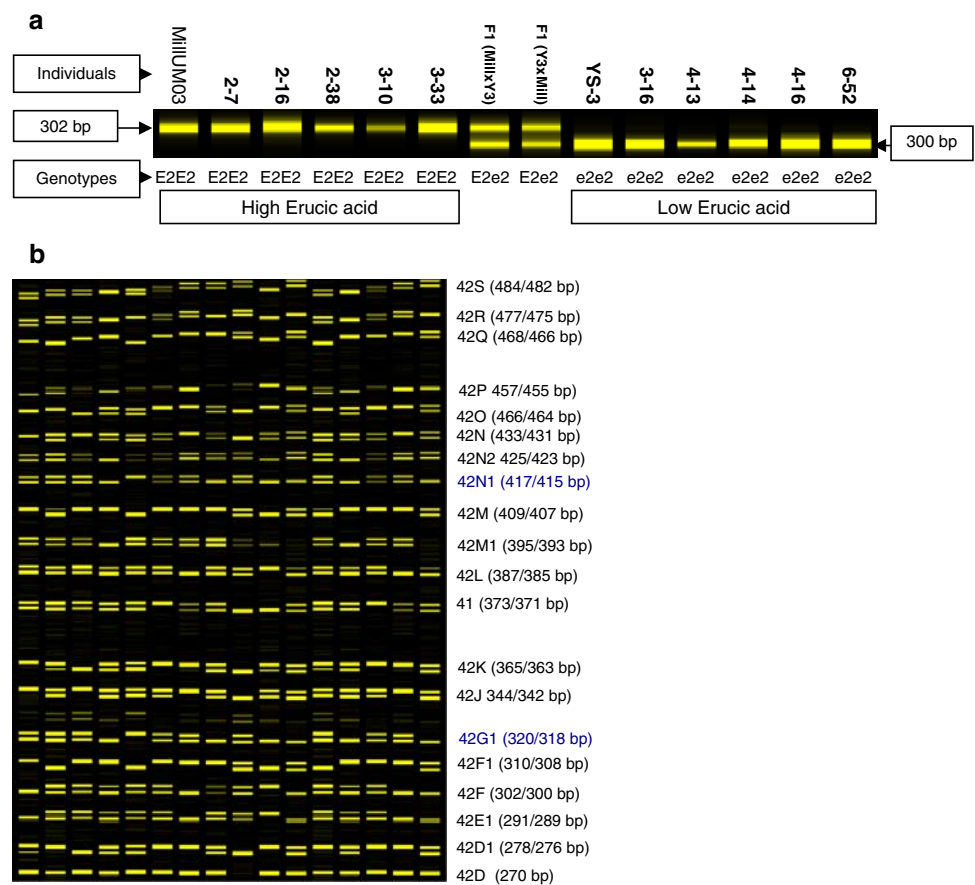 a
Individuals
MillUM03 2-7 2-16 2-38 3-10 3-33 F1 (MillxY3) F1 (Y3xMill) YS-3 3-16 4-13 4-14 4-16 6-52
302 bp
300 bp
Genotypes E2E2 E2E2 E2E2 E2E2 E2E2 E2E2 E2e2 E2e2 e2e2 e2e2 e2e2 e2e2 e2e2 e2e2
High Erucic acid Low Erucic acid
b
42S (484/482 bp)
42R (477/475 bp)
42Q (468/466 bp)
42P 457/455 bp)
42O (466/464 bp)
42N (433/431 bp)
42N2 425/423 bp)
42N1 (417/415 bp)
42M (409/407 bp)
42M1 (395/393 bp)
42L (387/385 bp)
41 (373/371 bp)
42K (365/363 bp)
42J 344/342 bp)
42G1 (320/318 bp)
42F1 (310/308 bp)
42F (302/300 bp)
42E1 (291/289 bp)
42D1 (278/276 bp)
42D (270 bp)